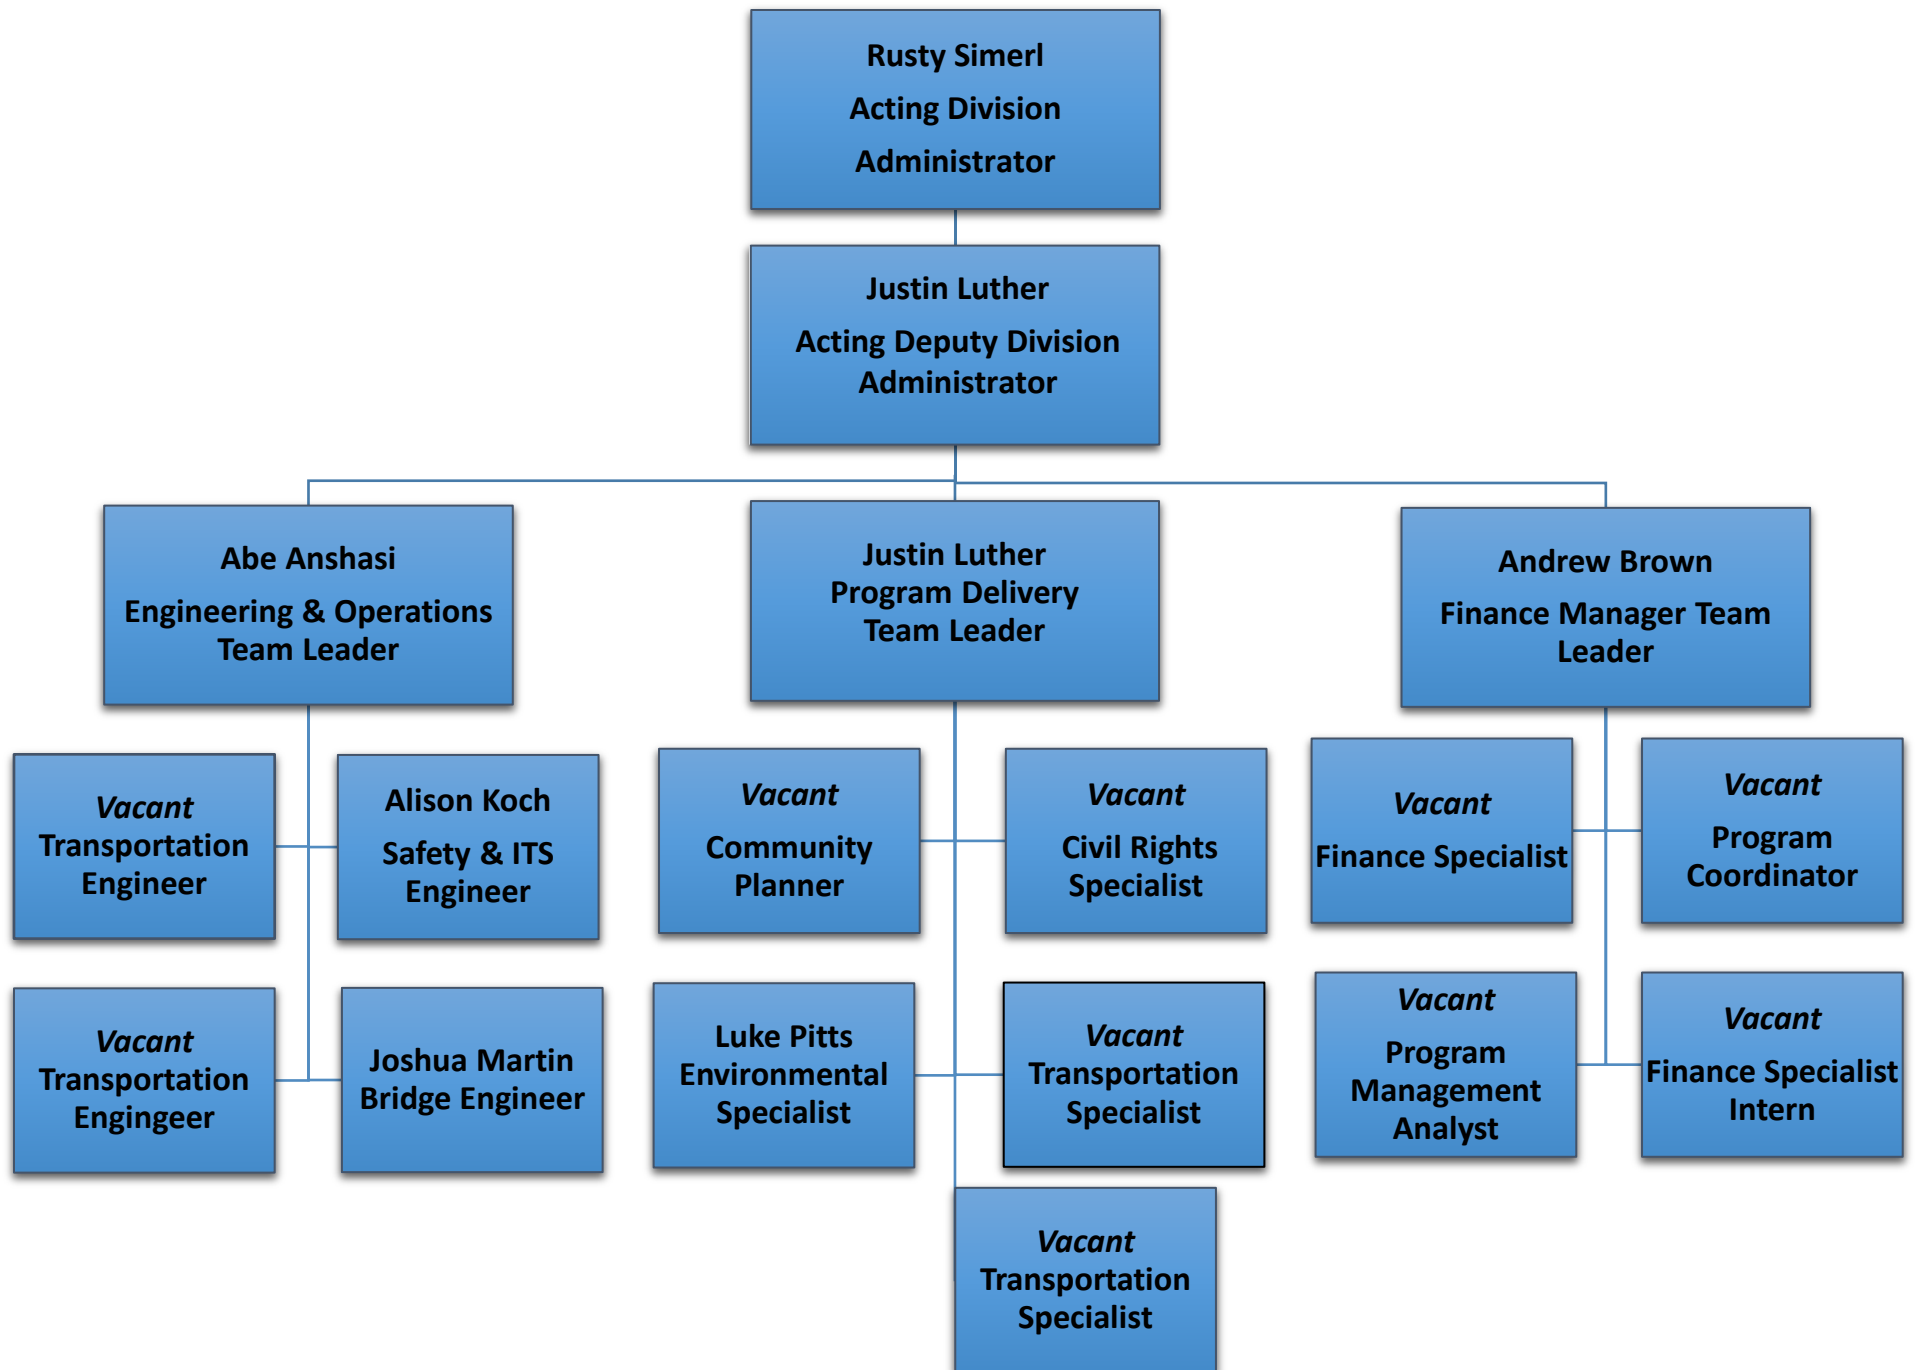 Rusty Simerl
Acting Division
Administrator
Justin Luther
Acting Deputy Division
Administrator
Abe Anshasi
Engineering & Operations
Team Leader
Justin Luther
Program Delivery
Team Leader
Andrew Brown
Finance Manager Team
Leader
Vacant
Transportation
Engineer
Alison Koch
Safety & ITS
Engineer
Vacant
Community
Planner
Vacant
Civil Rights
Specialist
Vacant
Finance Specialist
Vacant
Program
Coordinator
Vacant
Transportation
Engingeer
Joshua Martin
Bridge Engineer
Luke Pitts
Environmental
Specialist
Vacant
Transportation
Specialist
Vacant
Program
Management
Analyst
Vacant
Finance Specialist
Intern
Vacant
Transportation
Specialist